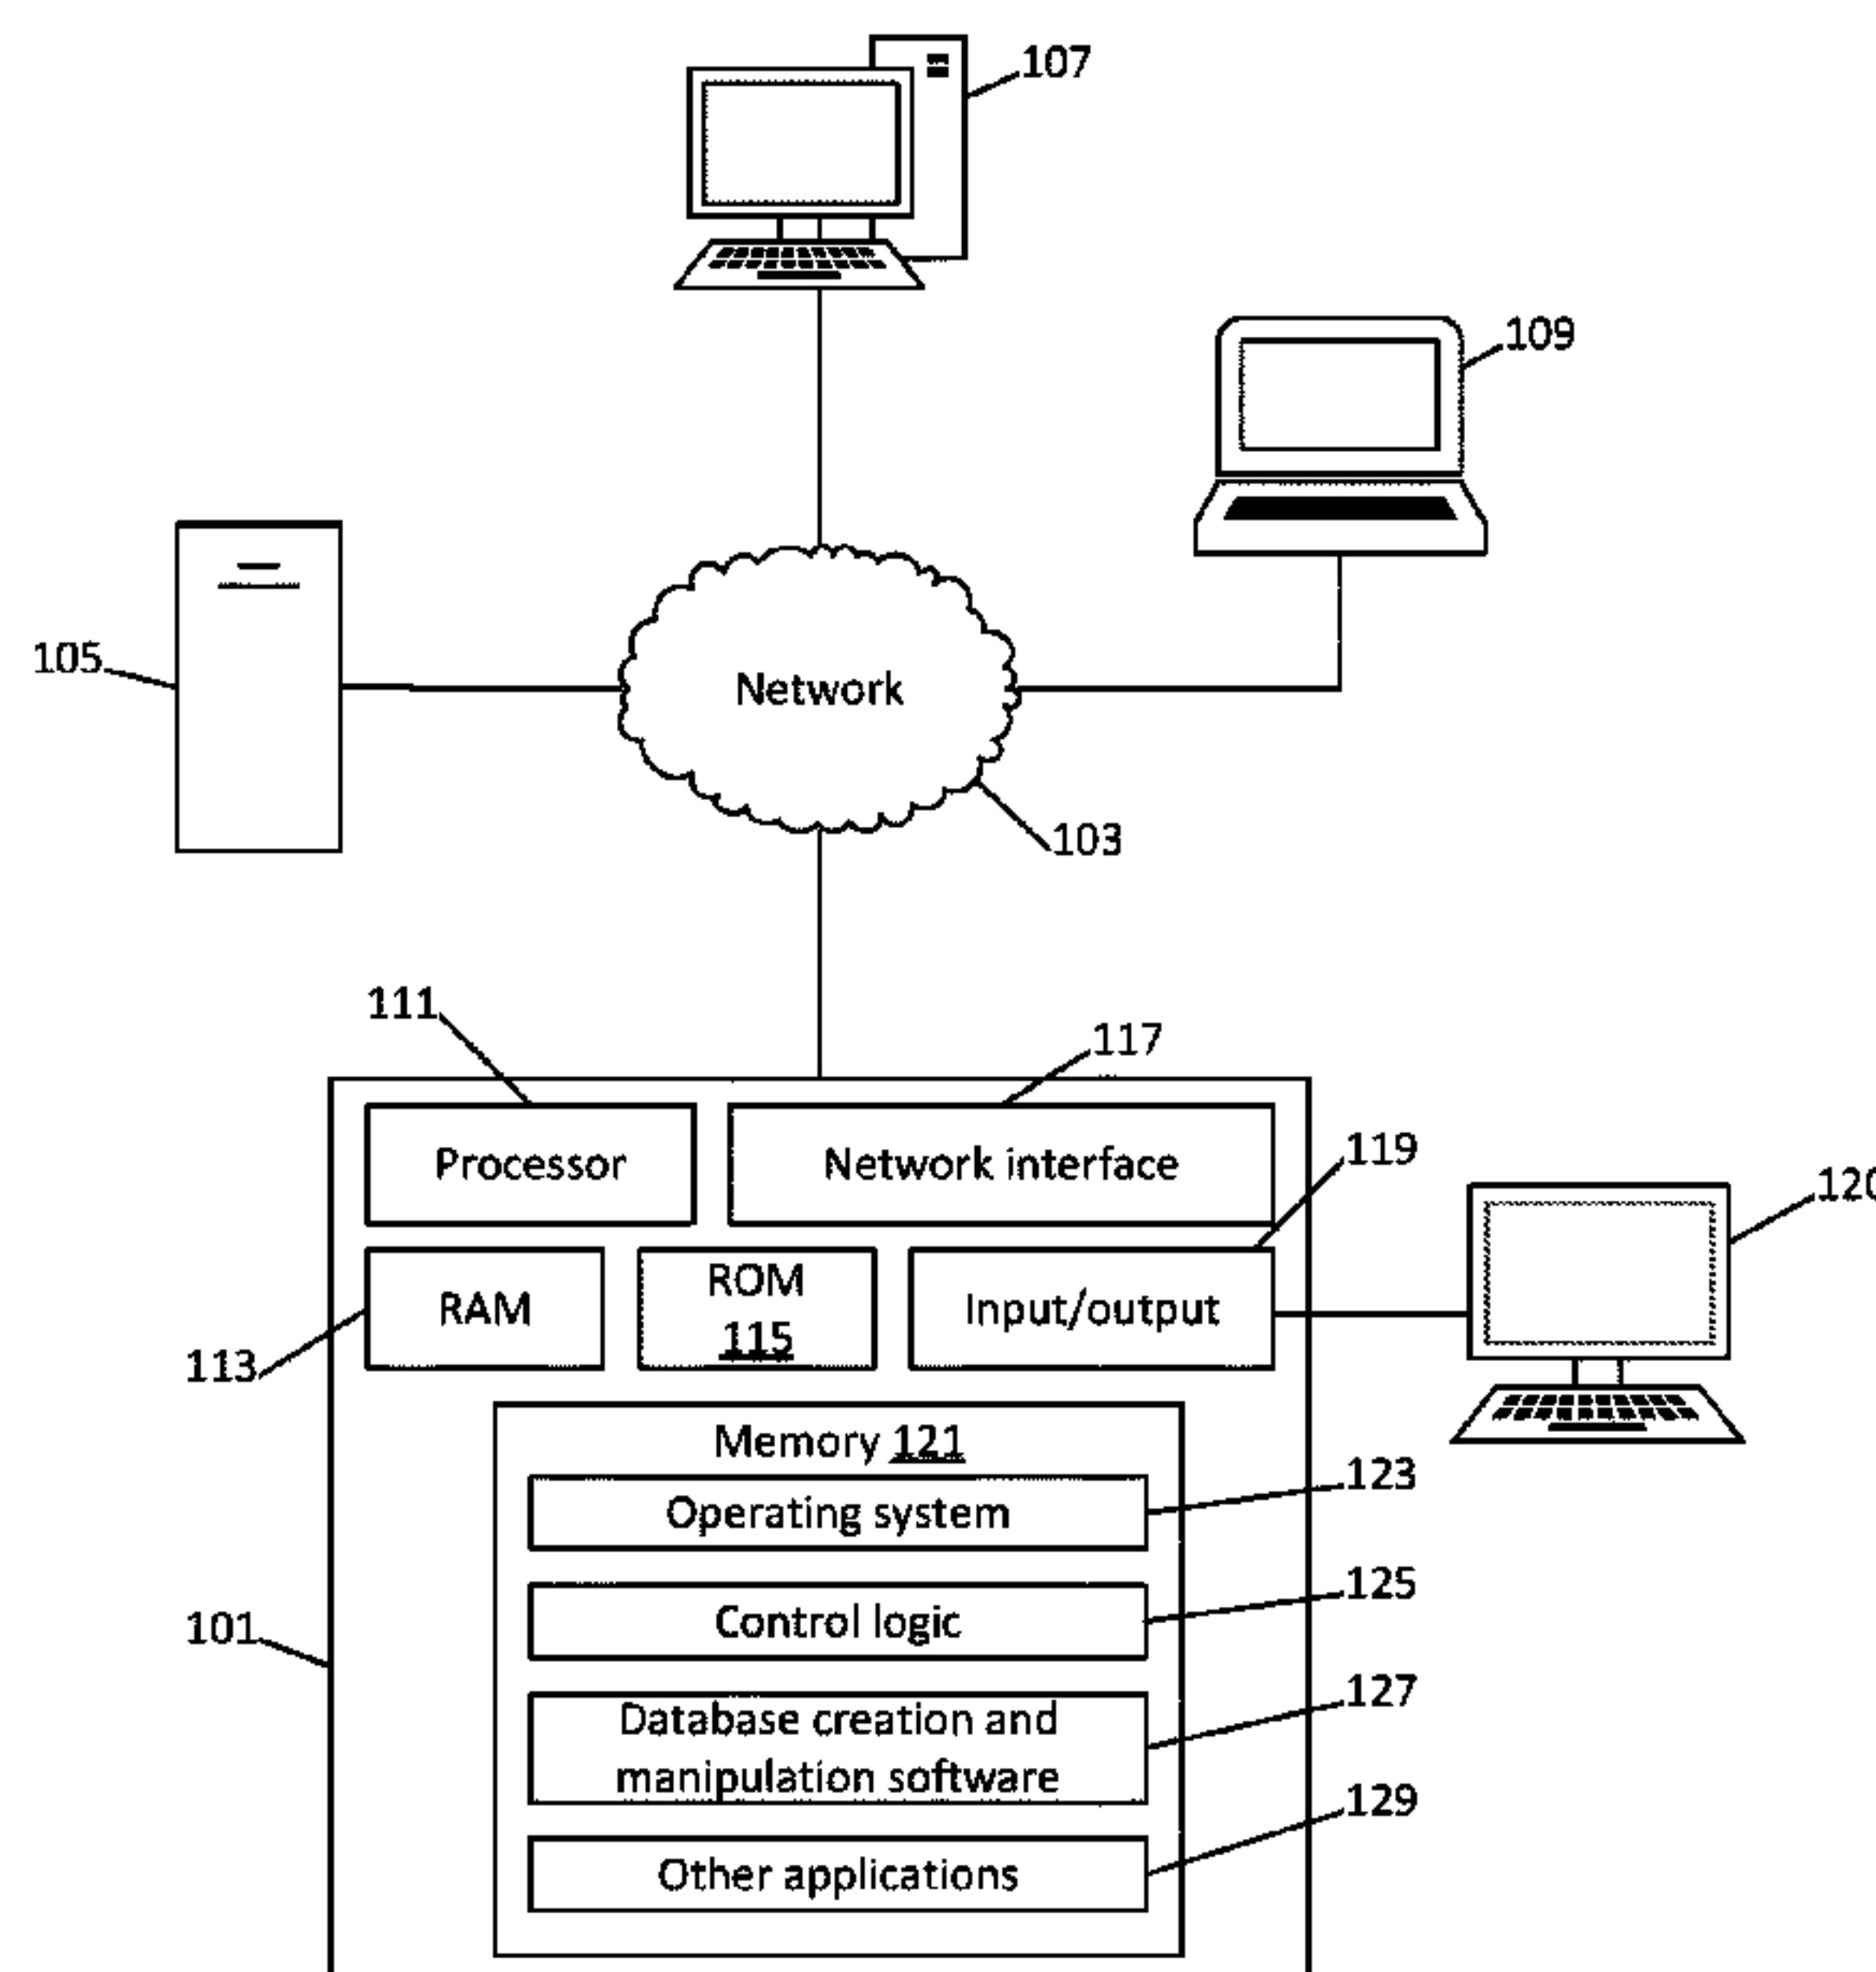 107
109
105
Network
103
111
117
Processor
Network interface
119
120
RAM
ROM
115
Input/output
113
Memory 121
123
Operating system
125
Control logic
101
127
Database creation and
manipulation software
129
Other applications